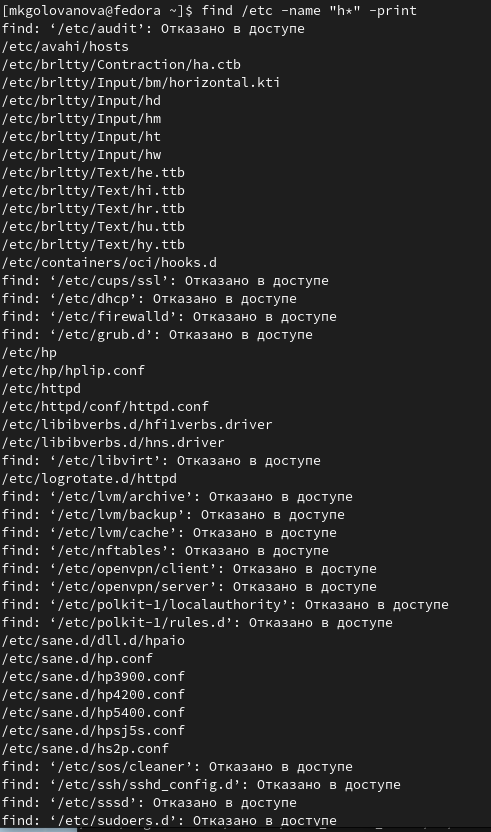 [mkgolovanova@fedora ~]$ find /etc -name "h*" -print
find: ‘/etc/audit’: Отказано в доступе
/etc/avahi/hosts
/etc/brltty/Contraction/ha.ctb
/etc/brltty/Input/bm/horizontal.kti
/etc/brltty/Input/hd
/etc/brltty/Input/hm
/etc/brltty/Input/ht
/etc/brltty/Input/hw
/etc/brltty/Text/he.ttb
/etc/brltty/Text/hi.ttb
/etc/brltty/Text/hr.ttb
/etc/brltty/Text/hu.ttb
/etc/brltty/Text/hy.ttb
/etc/containers/oci/hooks.d
find: ‘/etc/cups/ssl’: Отказано в доступе
find: ‘/etc/dhcp’: Отказано в доступе
find: ‘/etc/firewalld’: Отказано в доступе
find: ‘/etc/grub.d’: Отказано в доступе
/etc/hp
/etc/hp/hplip.conf
/etc/httpd
/etc/httpd/conf/httpd.conf
/etc/libibverbs.d/hfi1verbs.driver
/etc/libibverbs.d/hns.driver
find: ‘/etc/libvirt’: Отказано в доступе
/etc/logrotate.d/httpd
find: ‘/etc/lvm/archive’: Отказано в доступе
find: ‘/etc/lvm/backup’: Отказано в доступе
find: ‘/etc/lvm/cache’: Отказано в доступе
find: ‘/etc/nftables’: Отказано в доступе
find: ‘/etc/openvpn/client’: Отказано в доступе
find: ‘/etc/openvpn/server’: Отказано в доступе
find: ‘/etc/polkit-1/localauthority’: Отказано в доступе
find: ‘/etc/polkit-1/rules.d’: Отказано в доступе
/etc/sane.d/dll.d/hpaio
/etc/sane.d/hp.conf
/etc/sane.d/hp3900.conf
/etc/sane.d/hp4200.conf
/etc/sane.d/hp5400.conf
/etc/sane.d/hpsj5s.conf
/etc/sane.d/hs2p.conf
find: ‘/etc/sos/cleaner’: Отказано в доступе
find: ‘/etc/ssh/sshd_config.d’: Отказано в доступе
find: ‘/etc/sssd’: Отказано в доступе
find: ‘/etc/sudoers.d’: Отказано в доступе